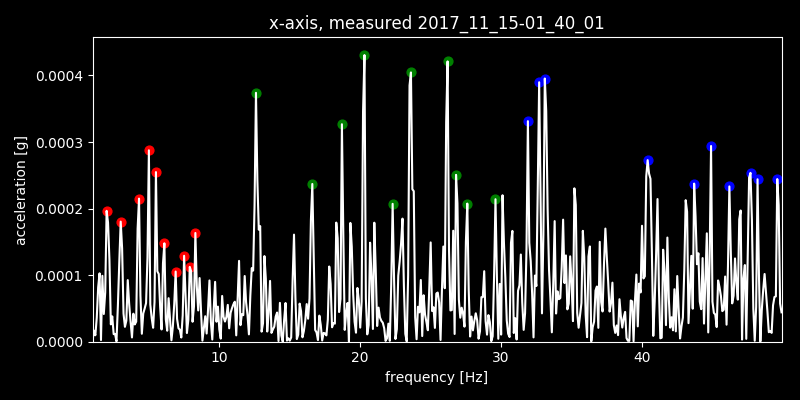 x-axis, measured 2017_11_15-01_40_01
acceleration [g]
0.0004
0.0003
0.0002
0.0001
0.0000
10 20 30 40
frequency [Hz]